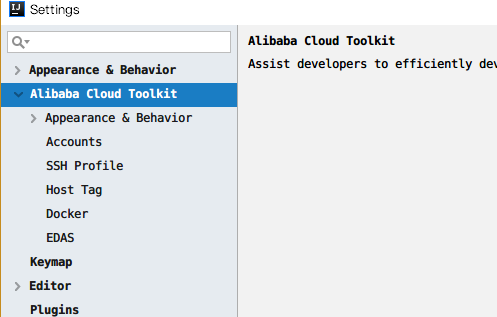 IJ
Settings
Appearance & Behavior
Alibaba Cloud Toolkit
Appearance & Behavior
Accounts
SSH Profile
Host Tag
Docker
EDAS
Keymap
Editor
Plugins
Alibaba Cloud Toolkit
Assist developers to efficiently dev